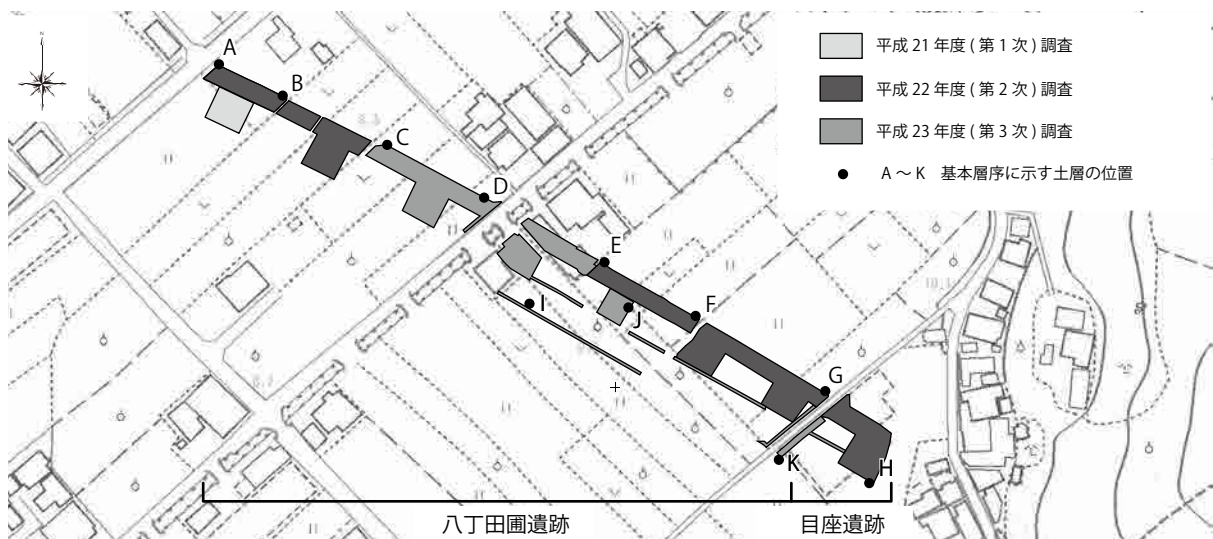 平成 21 年度 ( 第 1 次 ) 調査
平成 22 年度 ( 第 2 次 ) 調査
平成 23 年度 ( 第 3 次 ) 調査
A ～ K 基本層序に示す土層の位置
N
A
B
C
D
E
F
I
J
G
K
H
八丁田圃遺跡
目座遺跡